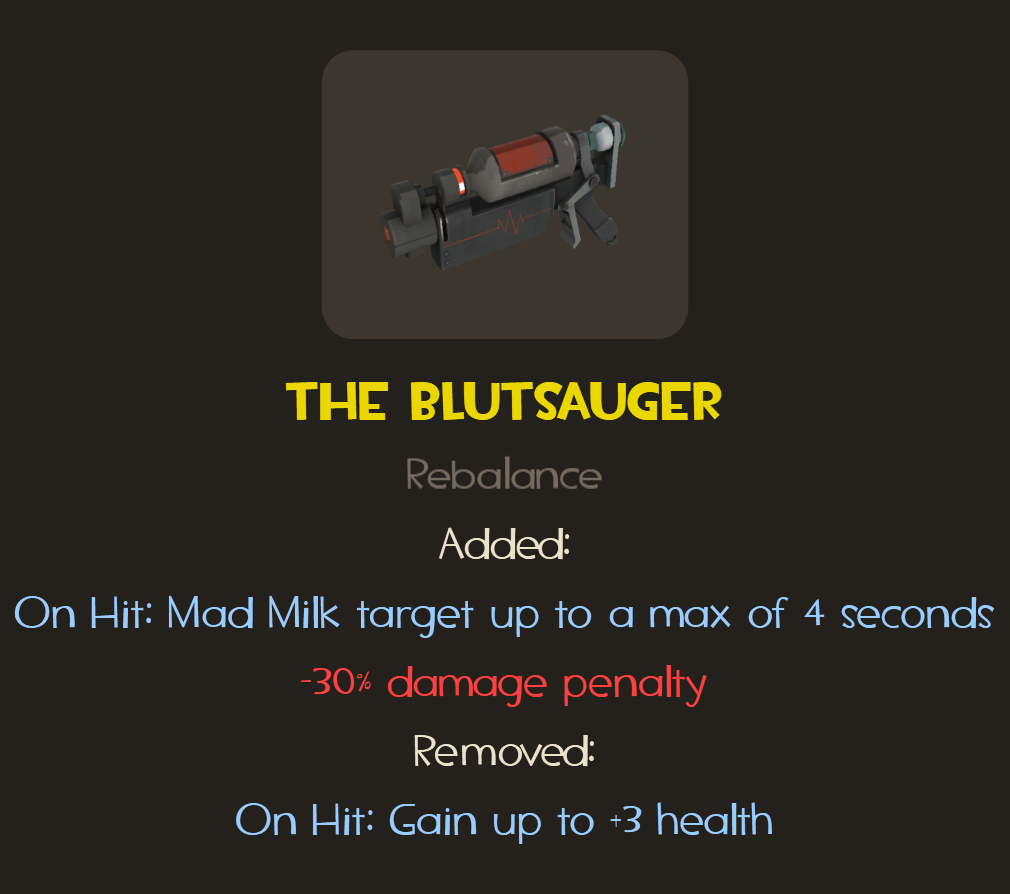 THE BLUTSAUGER
Rebalance
Added:
On Hit: Mad Milk target up to a max of 4 seconds
-30% damage penalty
Removed:
On Hit: Gain up to +3 health